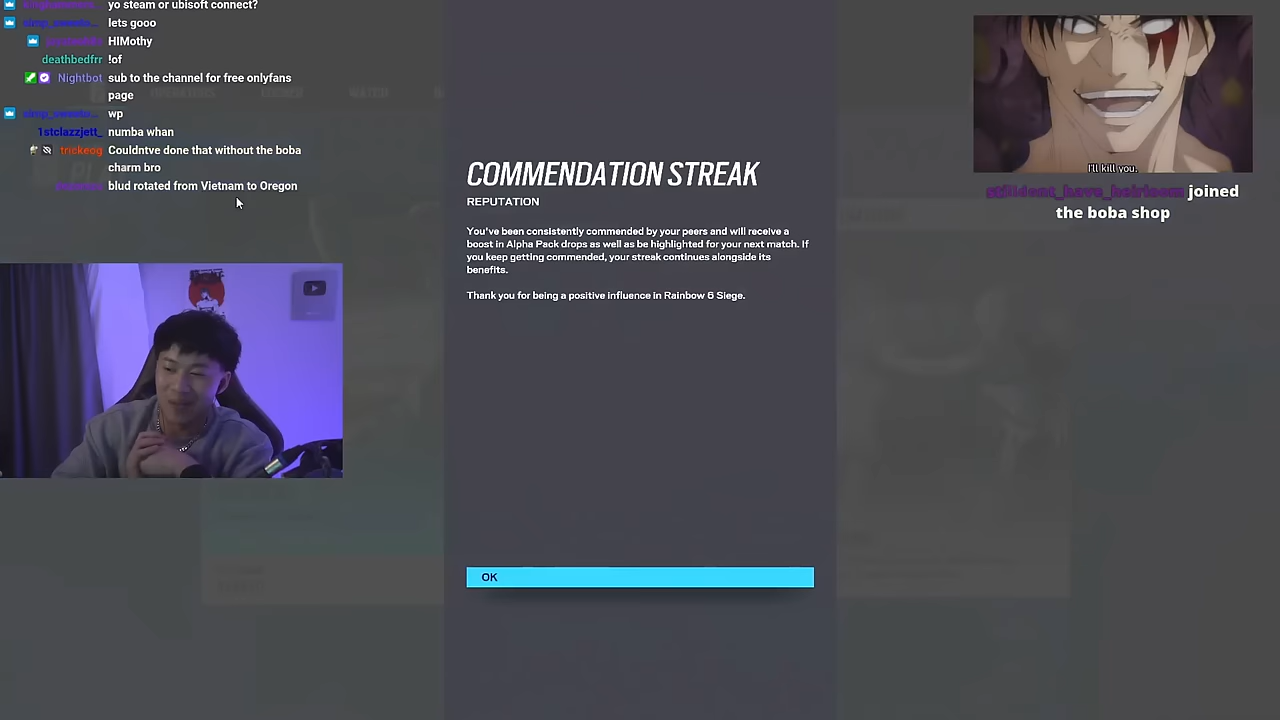 yo steam or ubisoft connect?
lets gooo
HIMothy
deathbedfrr !of
Nightbot sub to the channel for free onlyfans
page
wp
1stclazzjett_ numba whan
trickeog Couldntve done that without the boba
charm bro
blud rotated from Vietnam to Oregon
OPERATORS LOCKER WATCH
COMMENDATION STREAK
REPUTATION
You've been consistently commended by your peers and will receive a
boost in Alpha Pack drops as well as be highlighted for your next match. If
you keep getting commended, your streak continues alongside its
benefits.
Thank you for being a positive influence in Rainbow 6 Siege.
OK
I'll kill you.
stilldont_have_heirloom joined
the boba shop